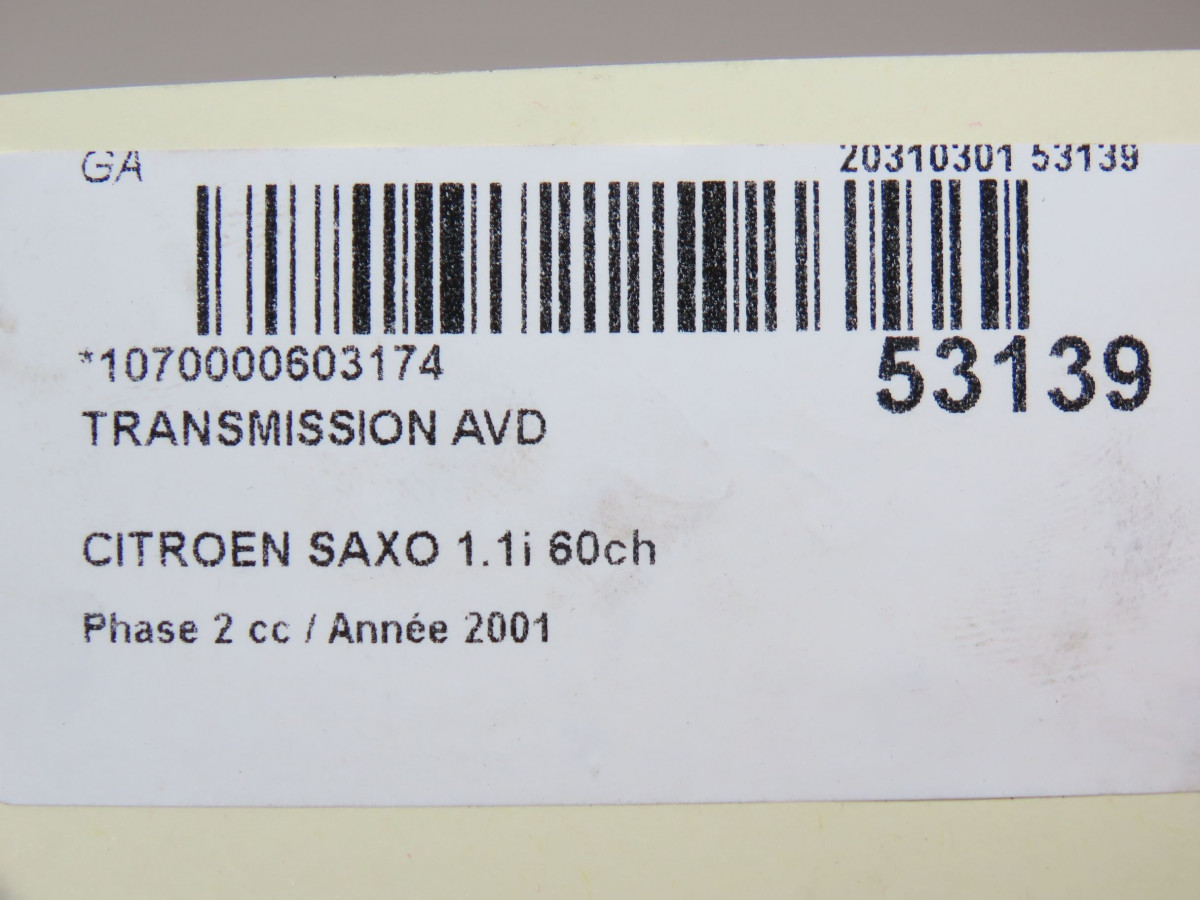 GA
20310301 53139
*1070000603174
53139
TRANSMISSION AVD
CITROEN SAXO 1.1i 60ch
Phase 2 cc / Année 2001